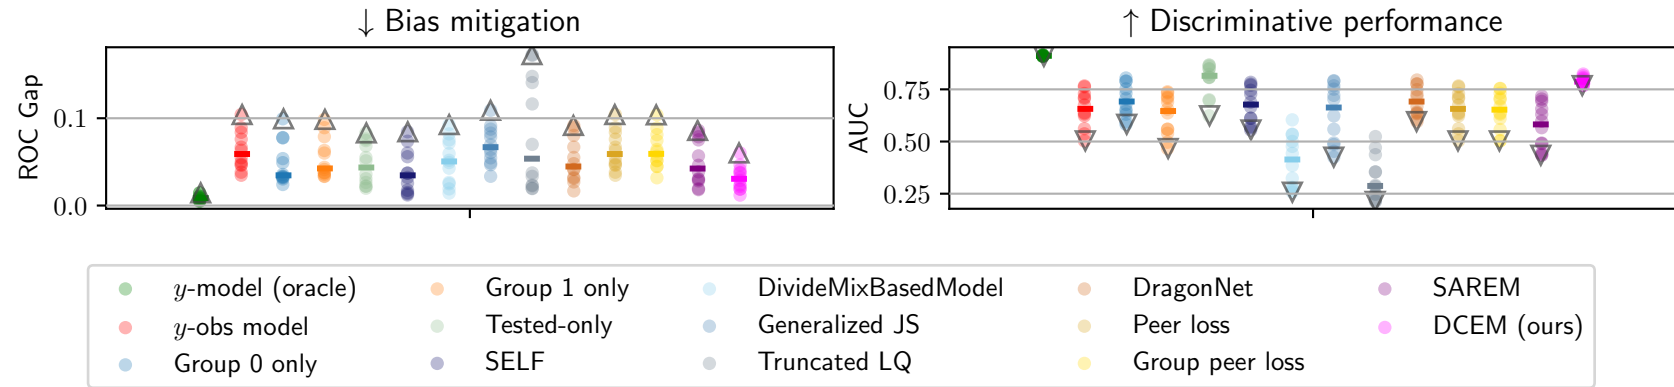 ↓ Bias mitigation
↑ Discriminative performance
ROC Gap
0.1
0.0
AUC
0.75
0.50
0.25
y-model (oracle)
y-obs model
Group 0 only
Group 1 only
Tested-only
SELF
DivideMixBasedModel
Generalized JS
Truncated LQ
DragonNet
Peer loss
Group peer loss
SAREM
DCEM (ours)